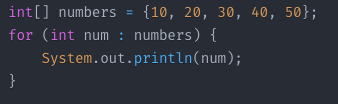 int[] numbers = {10, 20, 30, 40, 50};
for (int num : numbers) {
    System.out.println(num);
}